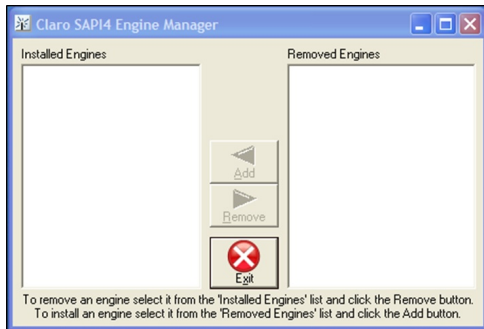 Claro SAPI4 Engine Manager
Installed Engines
Removed Engines
Add
Remove
Exit
To remove an engine select it from the 'Installed Engines' list and click the Remove button.
To install an engine select it from the 'Removed Engines' list and click the Add button.